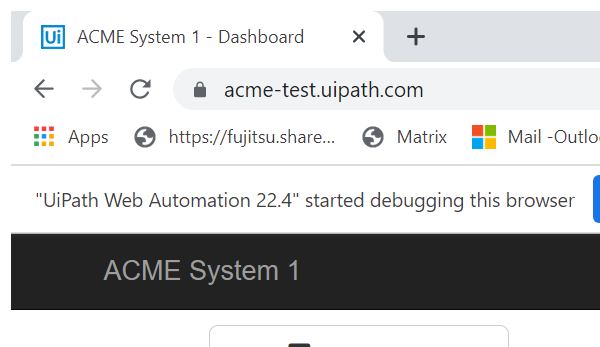 Ui ACME System 1 - Dashboard
acme-test.uipath.com
Apps https://fujitsu.share... Matrix Mail -Outlo
"UiPath Web Automation 22.4" started debugging this browser
ACME System 1